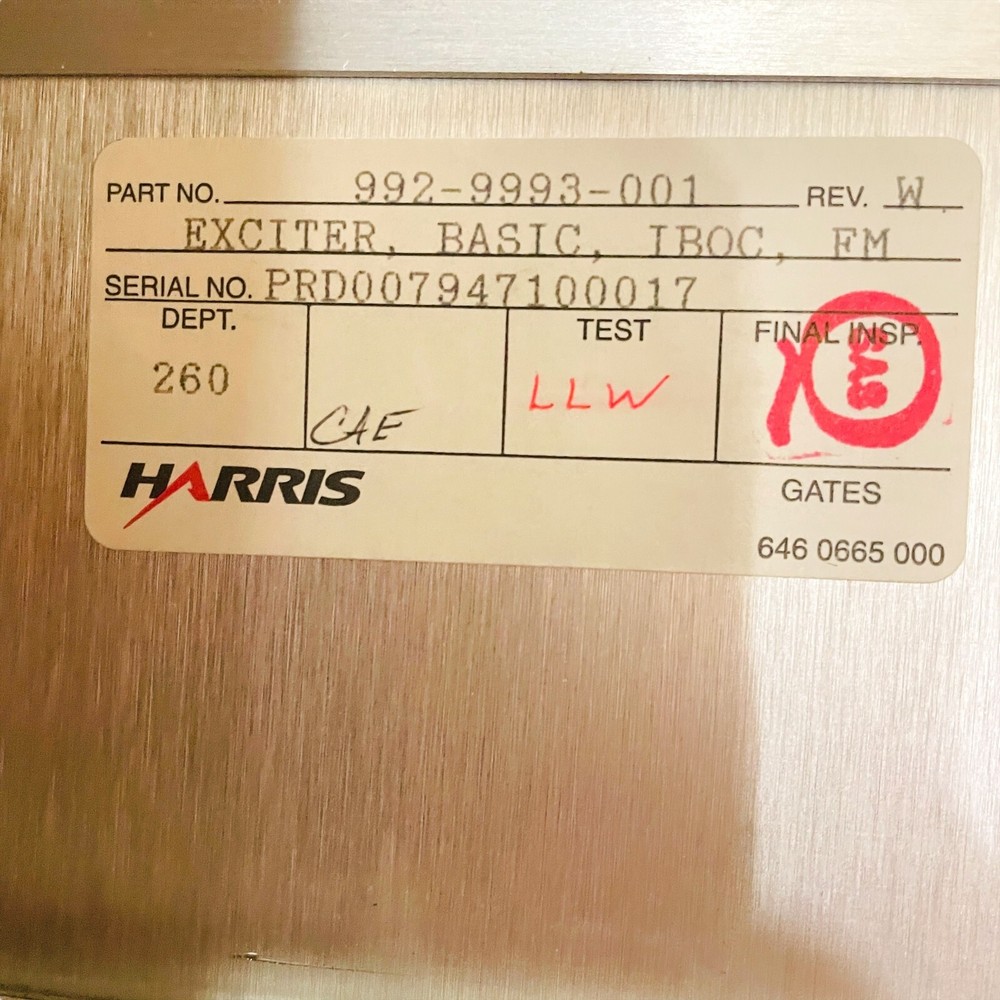 PART NO. 992-9993-001 REV. W
EXCITER, BASIC, IBOC, FM
SERIAL NO. PRD007947100017
DEPT. TEST FINAL INSP.
260 CAE LLW
HARRIS
GATES
646 0665 000